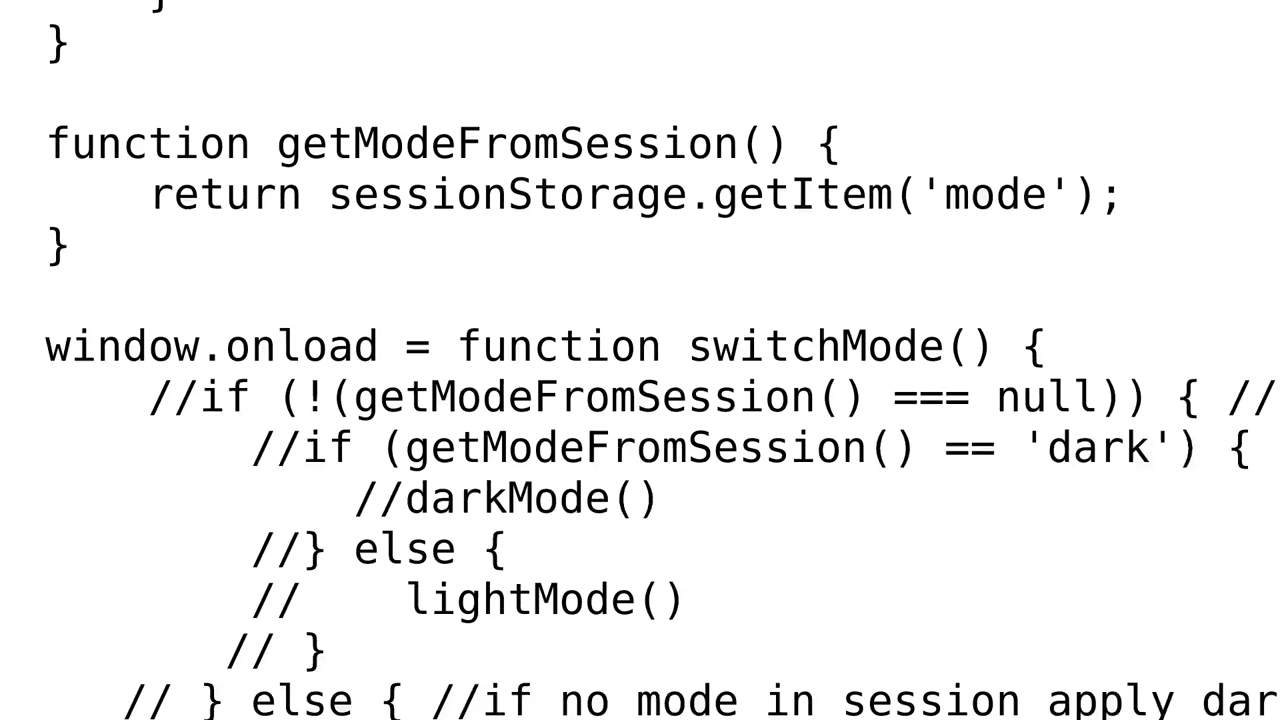 }
}
function getModeFromSession() {
    return sessionStorage.getItem('mode');
}
window.onload = function switchMode() {
    //if (!(getModeFromSession() === null)) { //
        //if (getModeFromSession() == 'dark') {
            //darkMode()
        //} else {
        //    lightMode()
       // }
   // } else { //if no mode in session apply dar